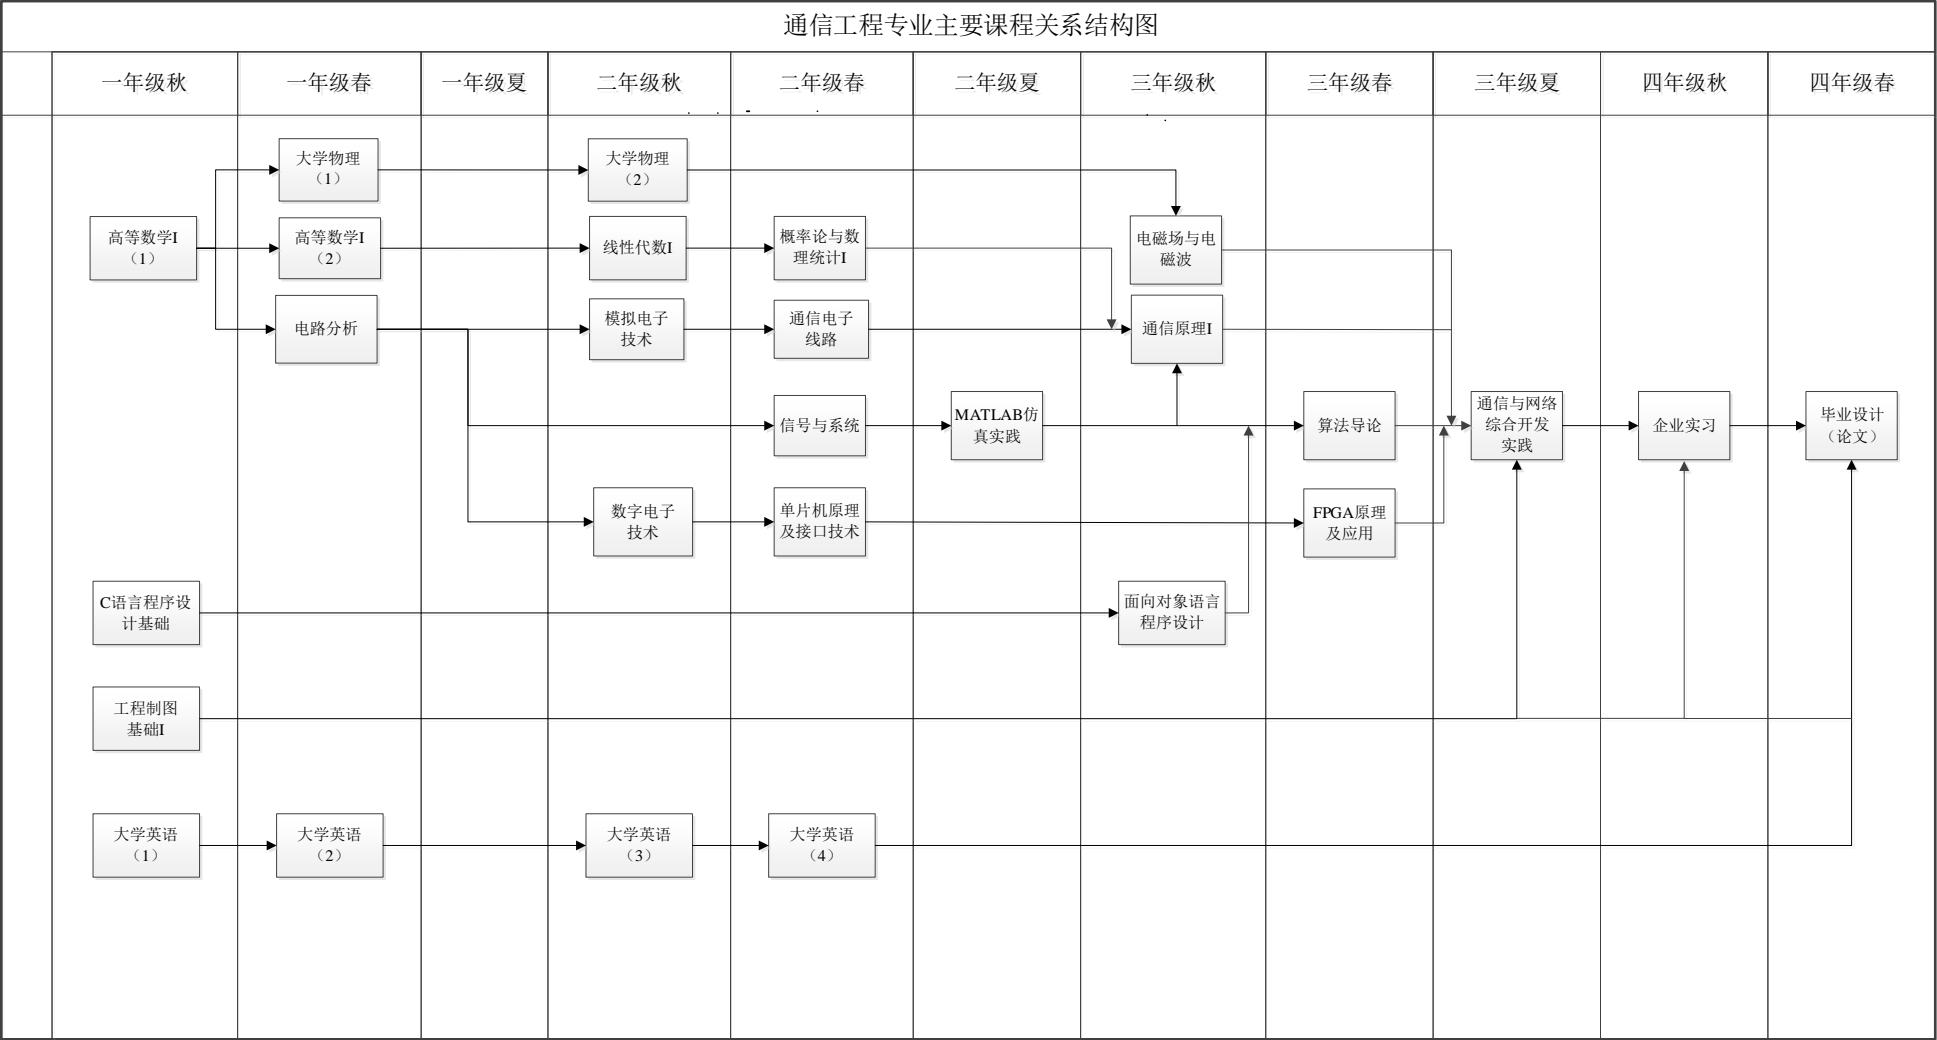 通信工程专业主要课程关系结构图
一年级秋
一年级春
一年级夏
二年级秋
二年级春
二年级夏
三年级秋
三年级春
三年级夏
四年级秋
四年级春
大学物理
（1）
大学物理
（2）
高等数学I
（1）
高等数学I
（2）
线性代数I
概率论与数
理统计I
电磁场与电
磁波
电路分析
模拟电子
技术
通信电子
线路
通信原理I
信号与系统
MATLAB仿
真实践
算法导论
通信与网络
综合开发
实践
企业实习
毕业设计
（论文）
数字电子
技术
单片机原理
及接口技术
FPGA原理
及应用
C语言程序设
计基础
面向对象语言
程序设计
工程制图
基础I
大学英语
（1）
大学英语
（2）
大学英语
（3）
大学英语
（4）